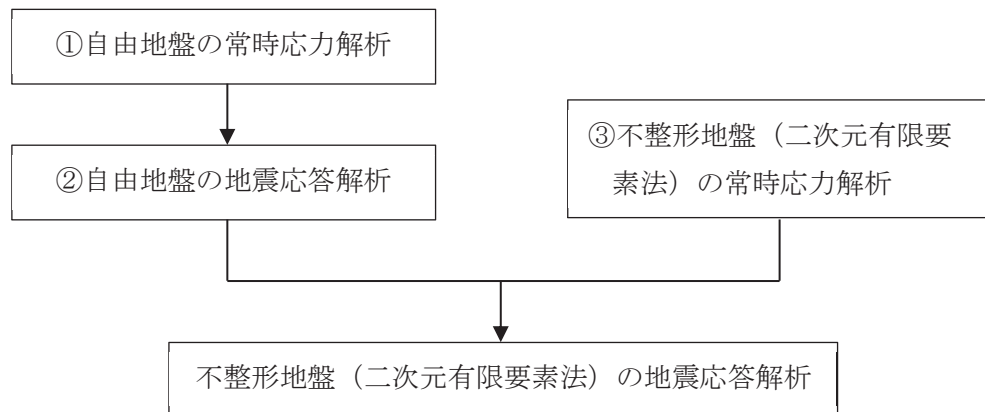 ①自由地盤の常時応力解析
②自由地盤の地震応答解析
③不整形地盤（二次元有限要
素法）の常時応力解析
不整形地盤（二次元有限要素法）の地震応答解析